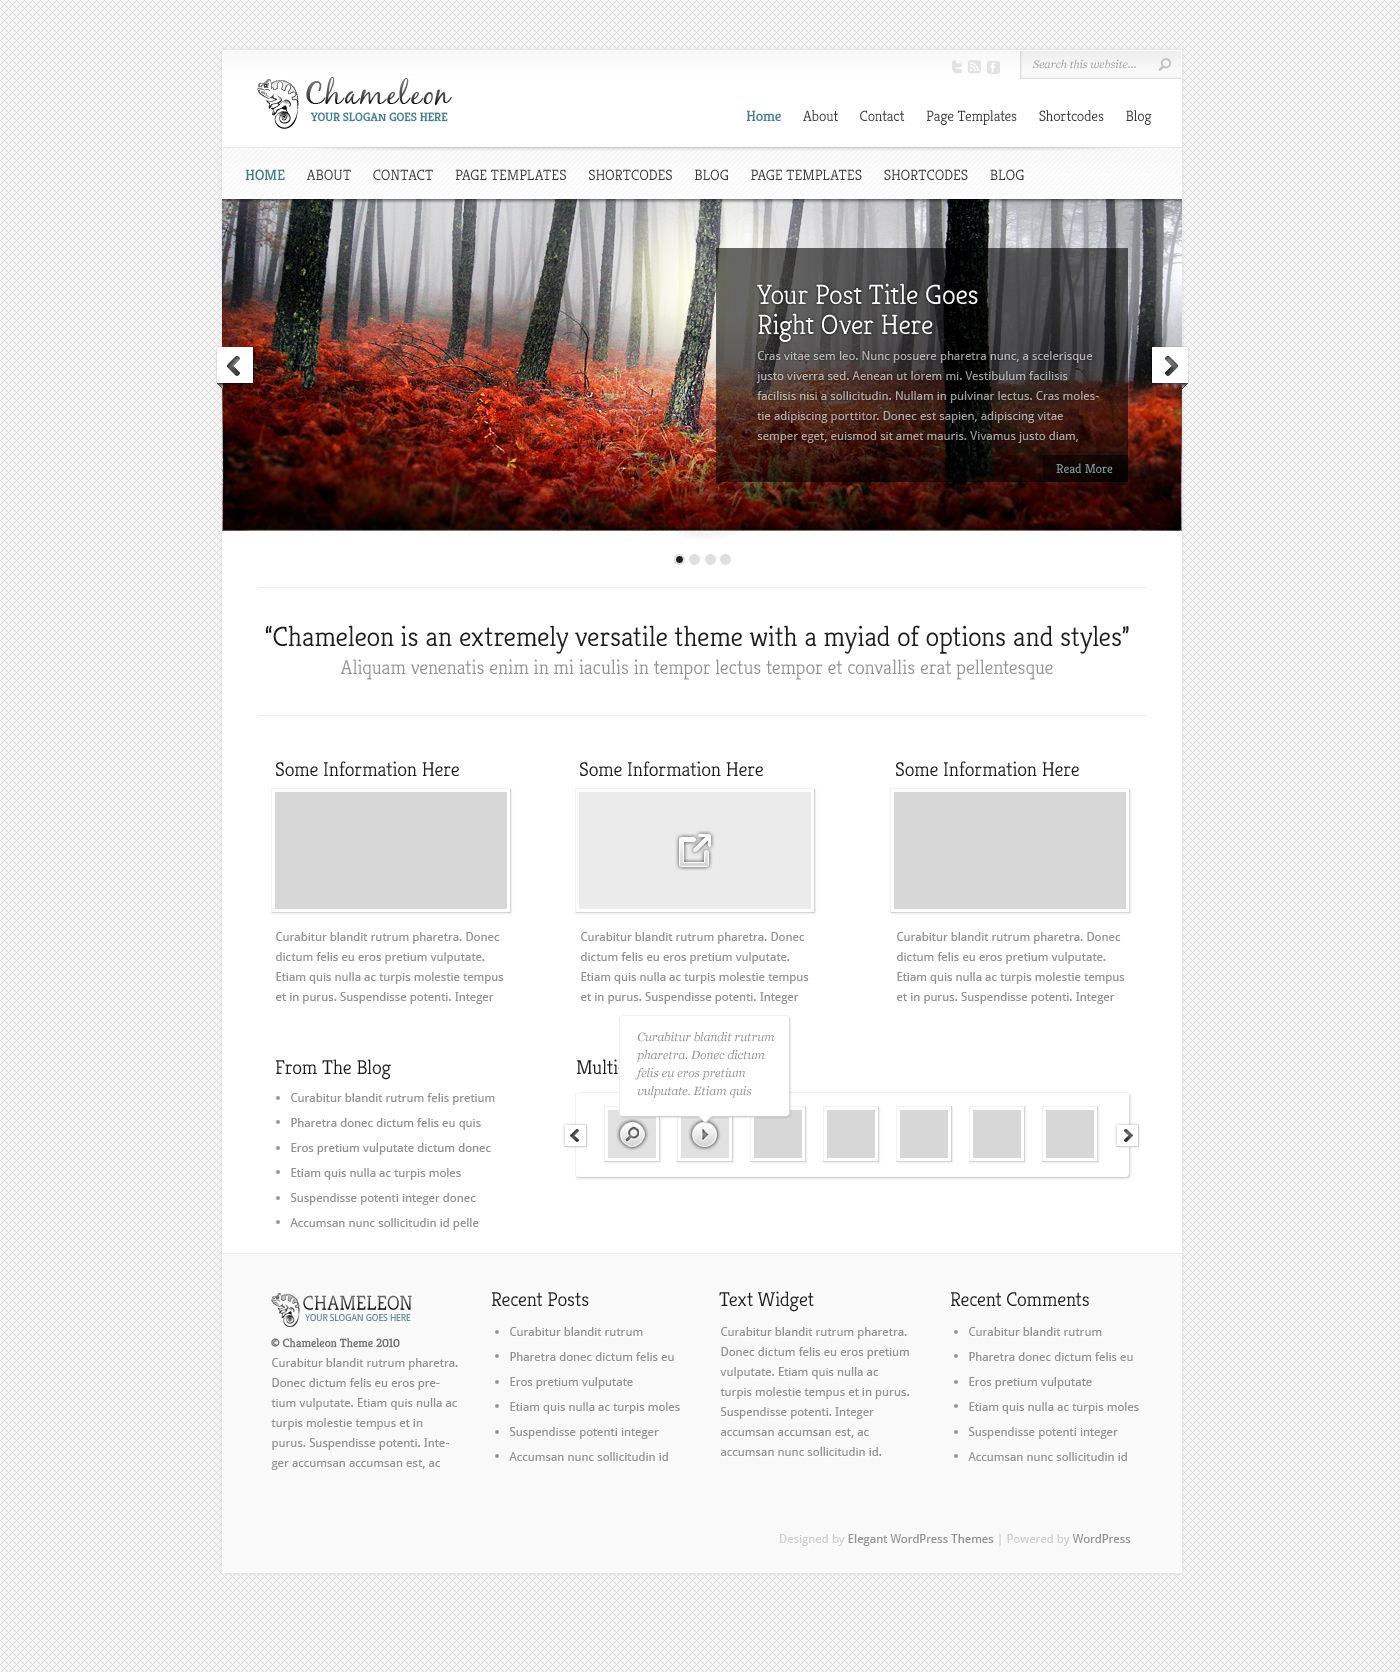 Search this website...
Chameleon
YOUR SLOGAN GOES HERE
Home About Contact Page Templates Shortcodes Blog
HOME ABOUT CONTACT PAGE TEMPLATES SHORTCODES BLOG PAGE TEMPLATES SHORTCODES BLOG
Your Post Title Goes
Right Over Here
Cras vitae sem leo. Nunc posuere pharetra nunc, a scelerisque
justo viverra sed. Aenean ut lorem mi. Vestibulum facilisis
facilisis nisi a sollicitudin. Nullam in pulvinar lectus. Cras moles-
tie adipiscing porttitor. Donec est sapien, adipiscing vitae
semper eget, euismod sit amet mauris. Vivamus justo diam,
Read More
“Chameleon is an extremely versatile theme with a myiad of options and styles”
Aliquam venenatis enim in mi iaculis in tempor lectus tempor et convallis erat pellentesque
Some Information Here
Curabitur blandit rutrum pharetra. Donec
dictum felis eu eros pretium vulputate.
Etiam quis nulla ac turpis molestie tempus
et in purus. Suspendisse potenti. Integer
Some Information Here
Curabitur blandit rutrum pharetra. Donec
dictum felis eu eros pretium vulputate.
Etiam quis nulla ac turpis molestie tempus
et in purus. Suspendisse potenti. Integer
Some Information Here
Curabitur blandit rutrum pharetra. Donec
dictum felis eu eros pretium vulputate.
Etiam quis nulla ac turpis molestie tempus
et in purus. Suspendisse potenti. Integer
From The Blog
Curabitur blandit rutrum felis pretium
Pharetra donec dictum felis eu quis
Eros pretium vulputate dictum donec
Etiam quis nulla ac turpis moles
Suspendisse potenti integer donec
Accumsan nunc sollicitudin id pelle
Curabitur blandit rutrum
pharetra. Donec dictum
felis eu eros pretium
vulputate. Etiam quis
CHAMELEON
YOUR SLOGAN GOES HERE
© Chameleon Theme 2010
Curabitur blandit rutrum pharetra.
Donec dictum felis eu eros pre-
tium vulputate. Etiam quis nulla ac
turpis molestie tempus et in
purus. Suspendisse potenti. Inte-
ger accumsan accumsan est, ac
Recent Posts
Curabitur blandit rutrum
Pharetra donec dictum felis eu
Eros pretium vulputate
Etiam quis nulla ac turpis moles
Suspendisse potenti integer
Accumsan nunc sollicitudin id
Text Widget
Curabitur blandit rutrum pharetra.
Donec dictum felis eu eros pretium
vulputate. Etiam quis nulla ac
turpis molestie tempus et in purus.
Suspendisse potenti. Integer
accumsan accumsan est, ac
accumsan nunc sollicitudin id.
Recent Comments
Curabitur blandit rutrum
Pharetra donec dictum felis eu
Eros pretium vulputate
Etiam quis nulla ac turpis moles
Suspendisse potenti integer
Accumsan nunc sollicitudin id
Designed by Elegant WordPress Themes | Powered by WordPress